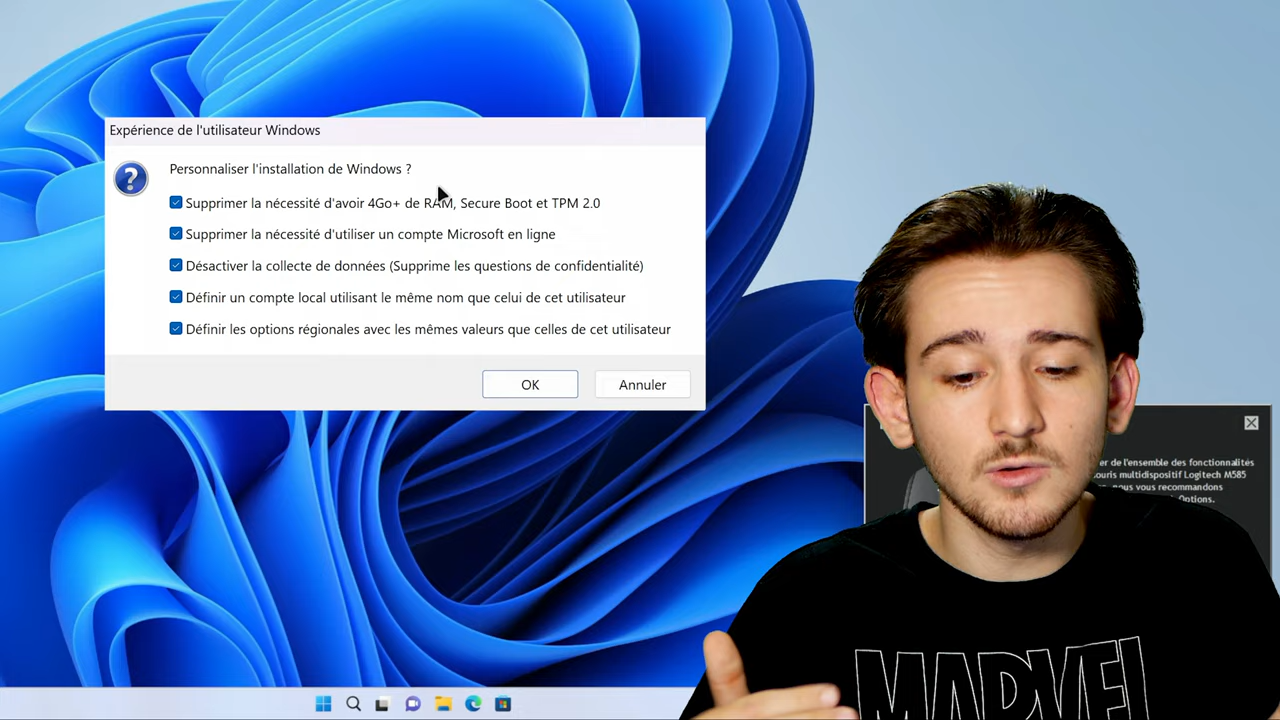 Expérience de l'utilisateur Windows
Personnaliser l'installation de Windows ?
Supprimer la nécessité d'avoir 4Go+ de RAM, Secure Boot et TPM 2.0
Supprimer la nécessité d'utiliser un compte Microsoft en ligne
Désactiver la collecte de données (Supprime les questions de confidentialité)
Définir un compte local utilisant le même nom que celui de cet utilisateur
Définir les options régionales avec les mêmes valeurs que celles de cet utilisateur
OK
Annuler
de l'ensemble des fonctionnalités
multidispositif Logitech M585
nous vous recommandons
Options.
MARVEL